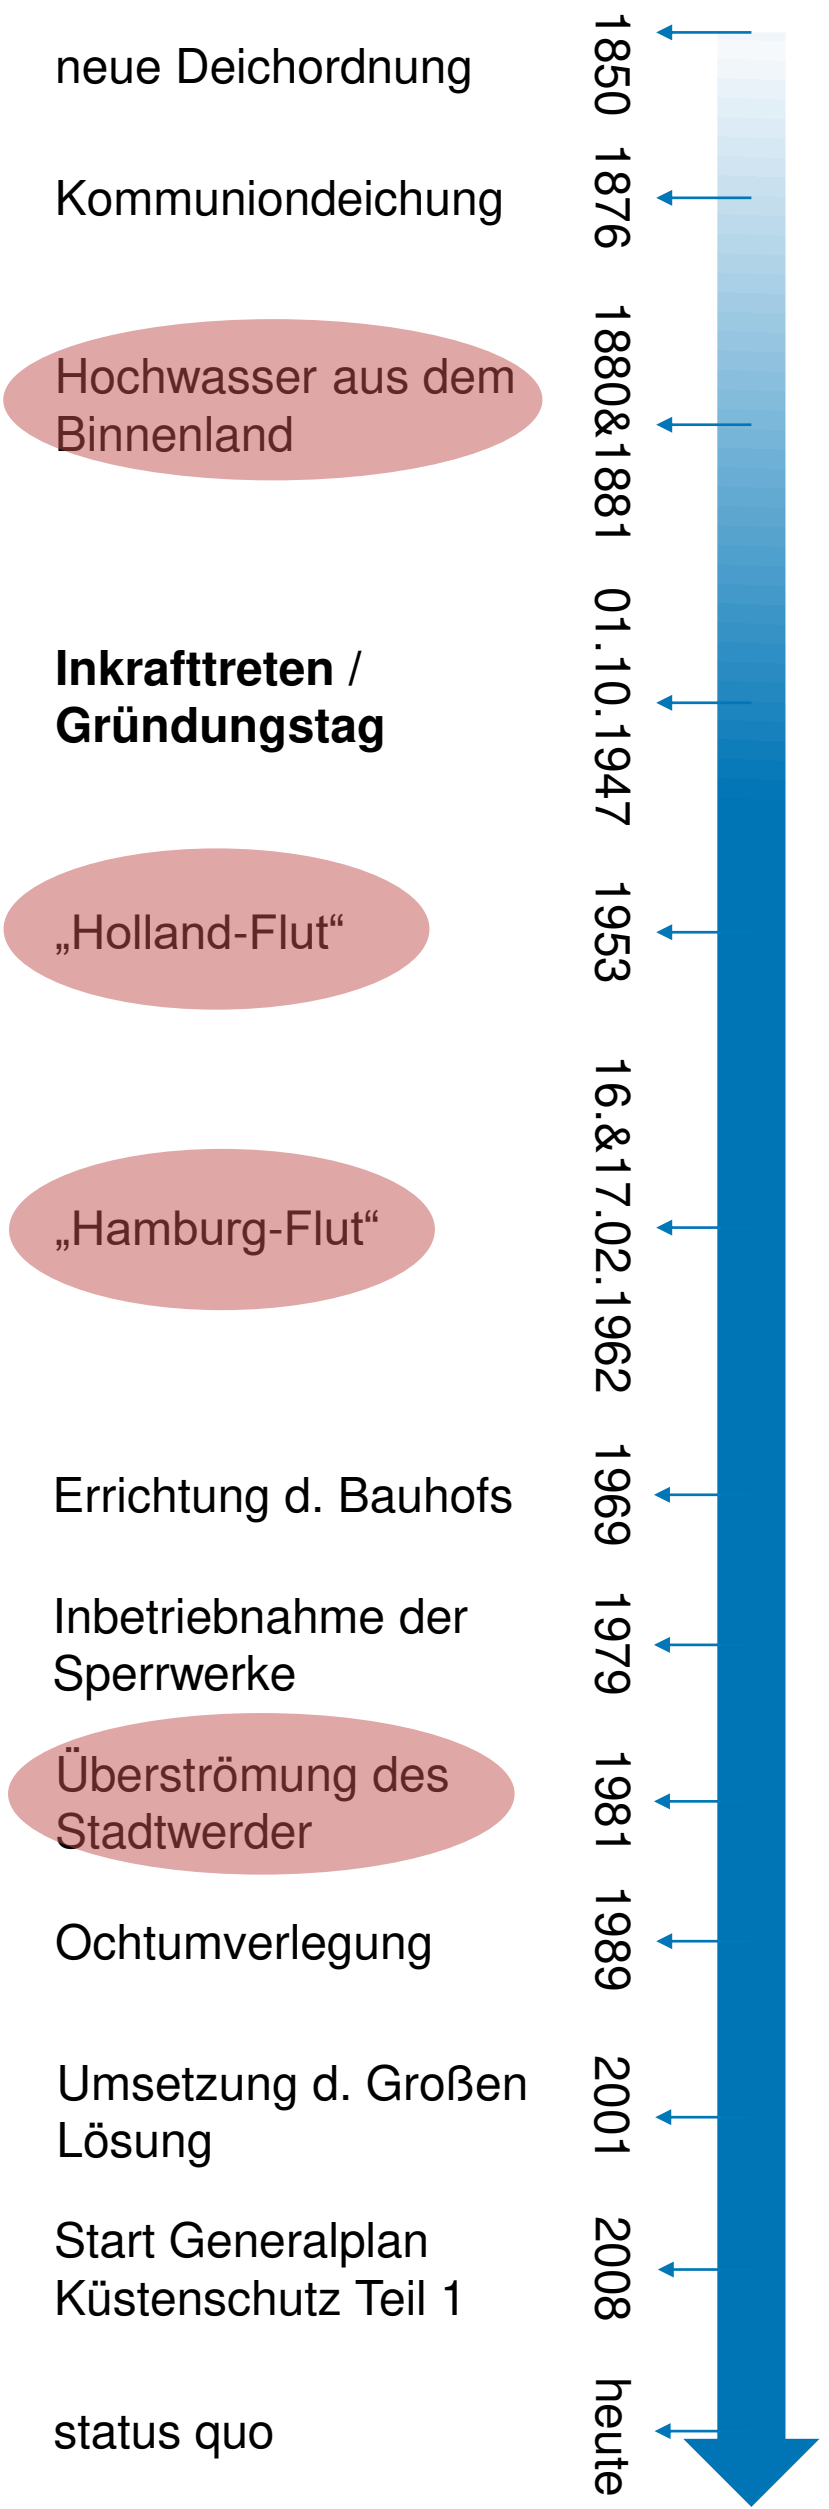 neue Deichordnung
1850
Kommuniondeichung
1876
Hochwasser aus dem
Binnenland
1880&1881
Inkrafttreten /
Gründungstag
01.10.1947
„Holland-Flut“
1953
„Hamburg-Flut“
16.&17.02.1962
Errichtung d. Bauhofs
1969
Inbetriebnahme der
Sperrwerke
1979
Überströmung des
Stadtwerder
1981
Ochtumverlegung
1989
Umsetzung d. Großen
Lösung
2001
Start Generalplan
Küstenschutz Teil 1
2008
status quo
heute